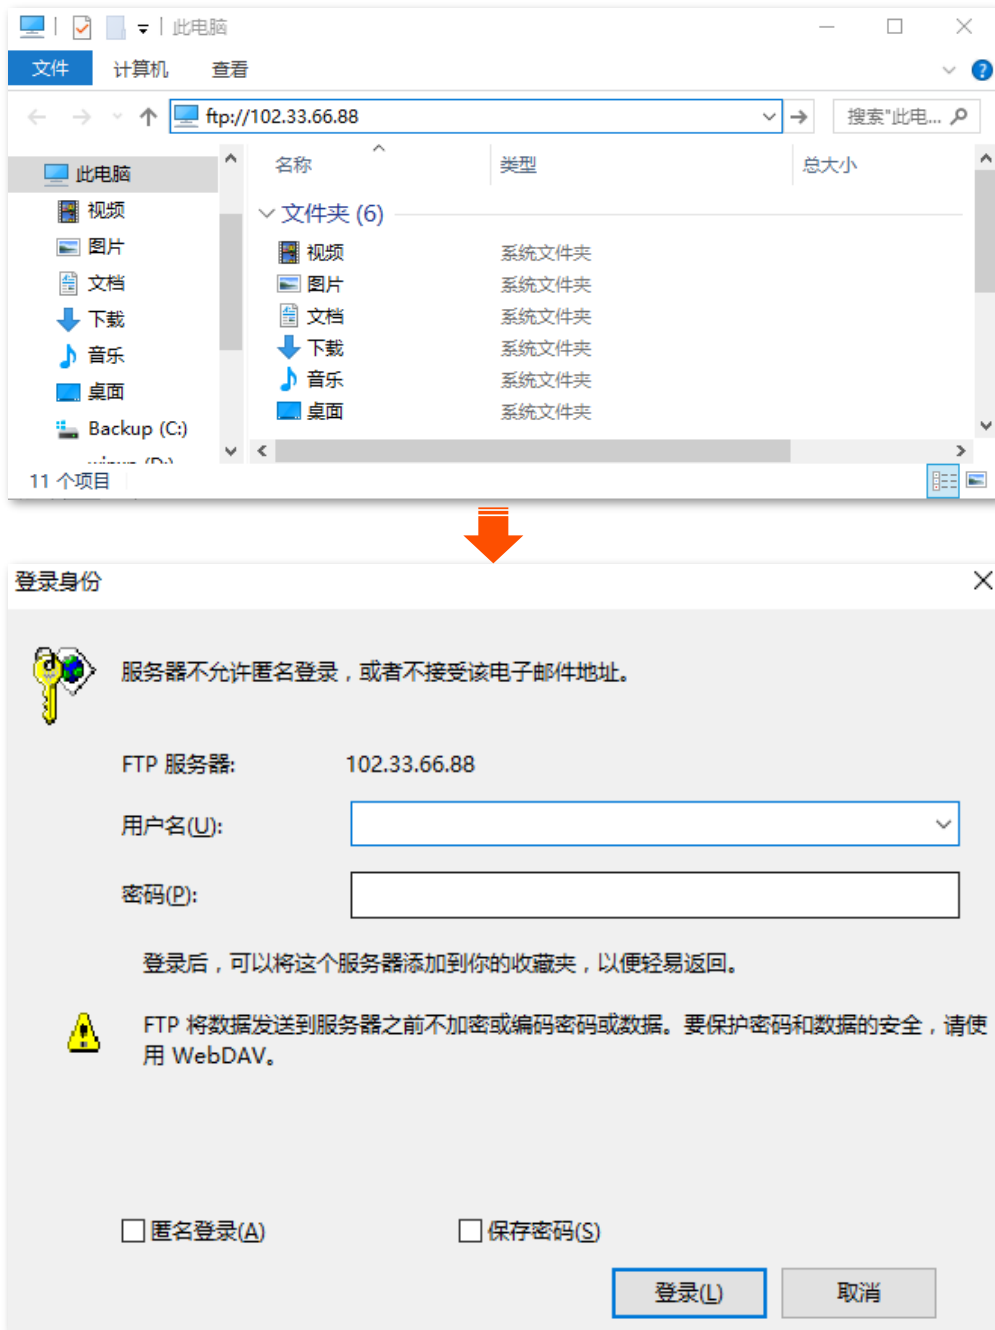 此电脑
文件 计算机 查看
ftp://102.33.66.88 搜索"此电...
此电脑
视频
图片
文档
下载
音乐
桌面
Backup (C:)
名称 类型 总大小
文件夹 (6)
视频 系统文件夹
图片 系统文件夹
文档 系统文件夹
下载 系统文件夹
音乐 系统文件夹
桌面 系统文件夹
11 个项目
登录身份
服务器不允许匿名登录，或者不接受该电子邮件地址。
FTP 服务器: 102.33.66.88
用户名(U):
密码(P):
登录后，可以将这个服务器添加到你的收藏夹，以便轻易返回。
FTP 将数据发送到服务器之前不加密或编码密码或数据。要保护密码和数据的安全，请使
用 WebDAV。
匿名登录(A) 保存密码(S)
登录(L) 取消